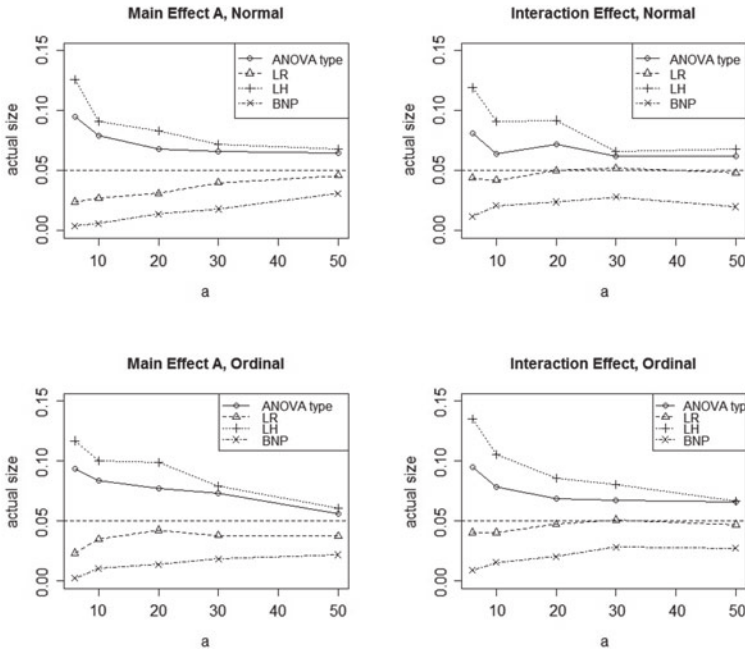 Main Effect A, Normal
ANOVA type
LR
LH
BNP
actual size
0.00 0.05 0.10 0.15
10 20 30 40 50
a
Interaction Effect, Normal
ANOVA type
LR
LH
BNP
actual size
0.00 0.05 0.10 0.15
10 20 30 40 50
a
Main Effect A, Ordinal
ANOVA type
LR
LH
BNP
actual size
0.00 0.05 0.10 0.15
10 20 30 40 50
a
Interaction Effect, Ordinal
ANOVA type
LR
LH
BNP
actual size
0.00 0.05 0.10 0.15
10 20 30 40 50
a